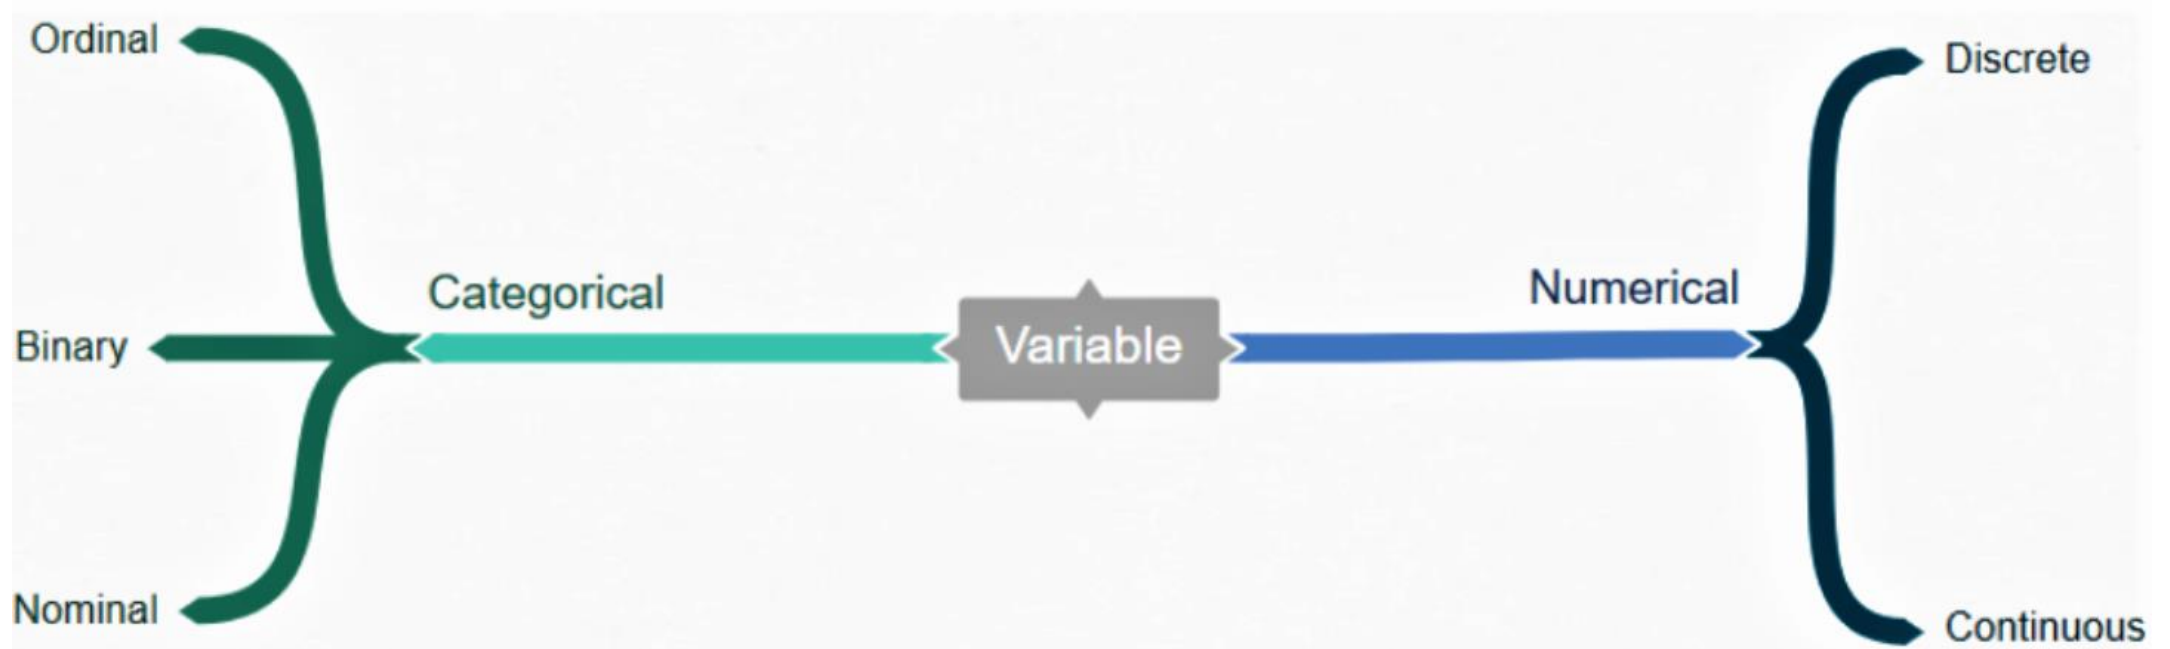 Ordinal
Discrete
Categorical
Numerical
Binary
Variable
Nominal
Continuous